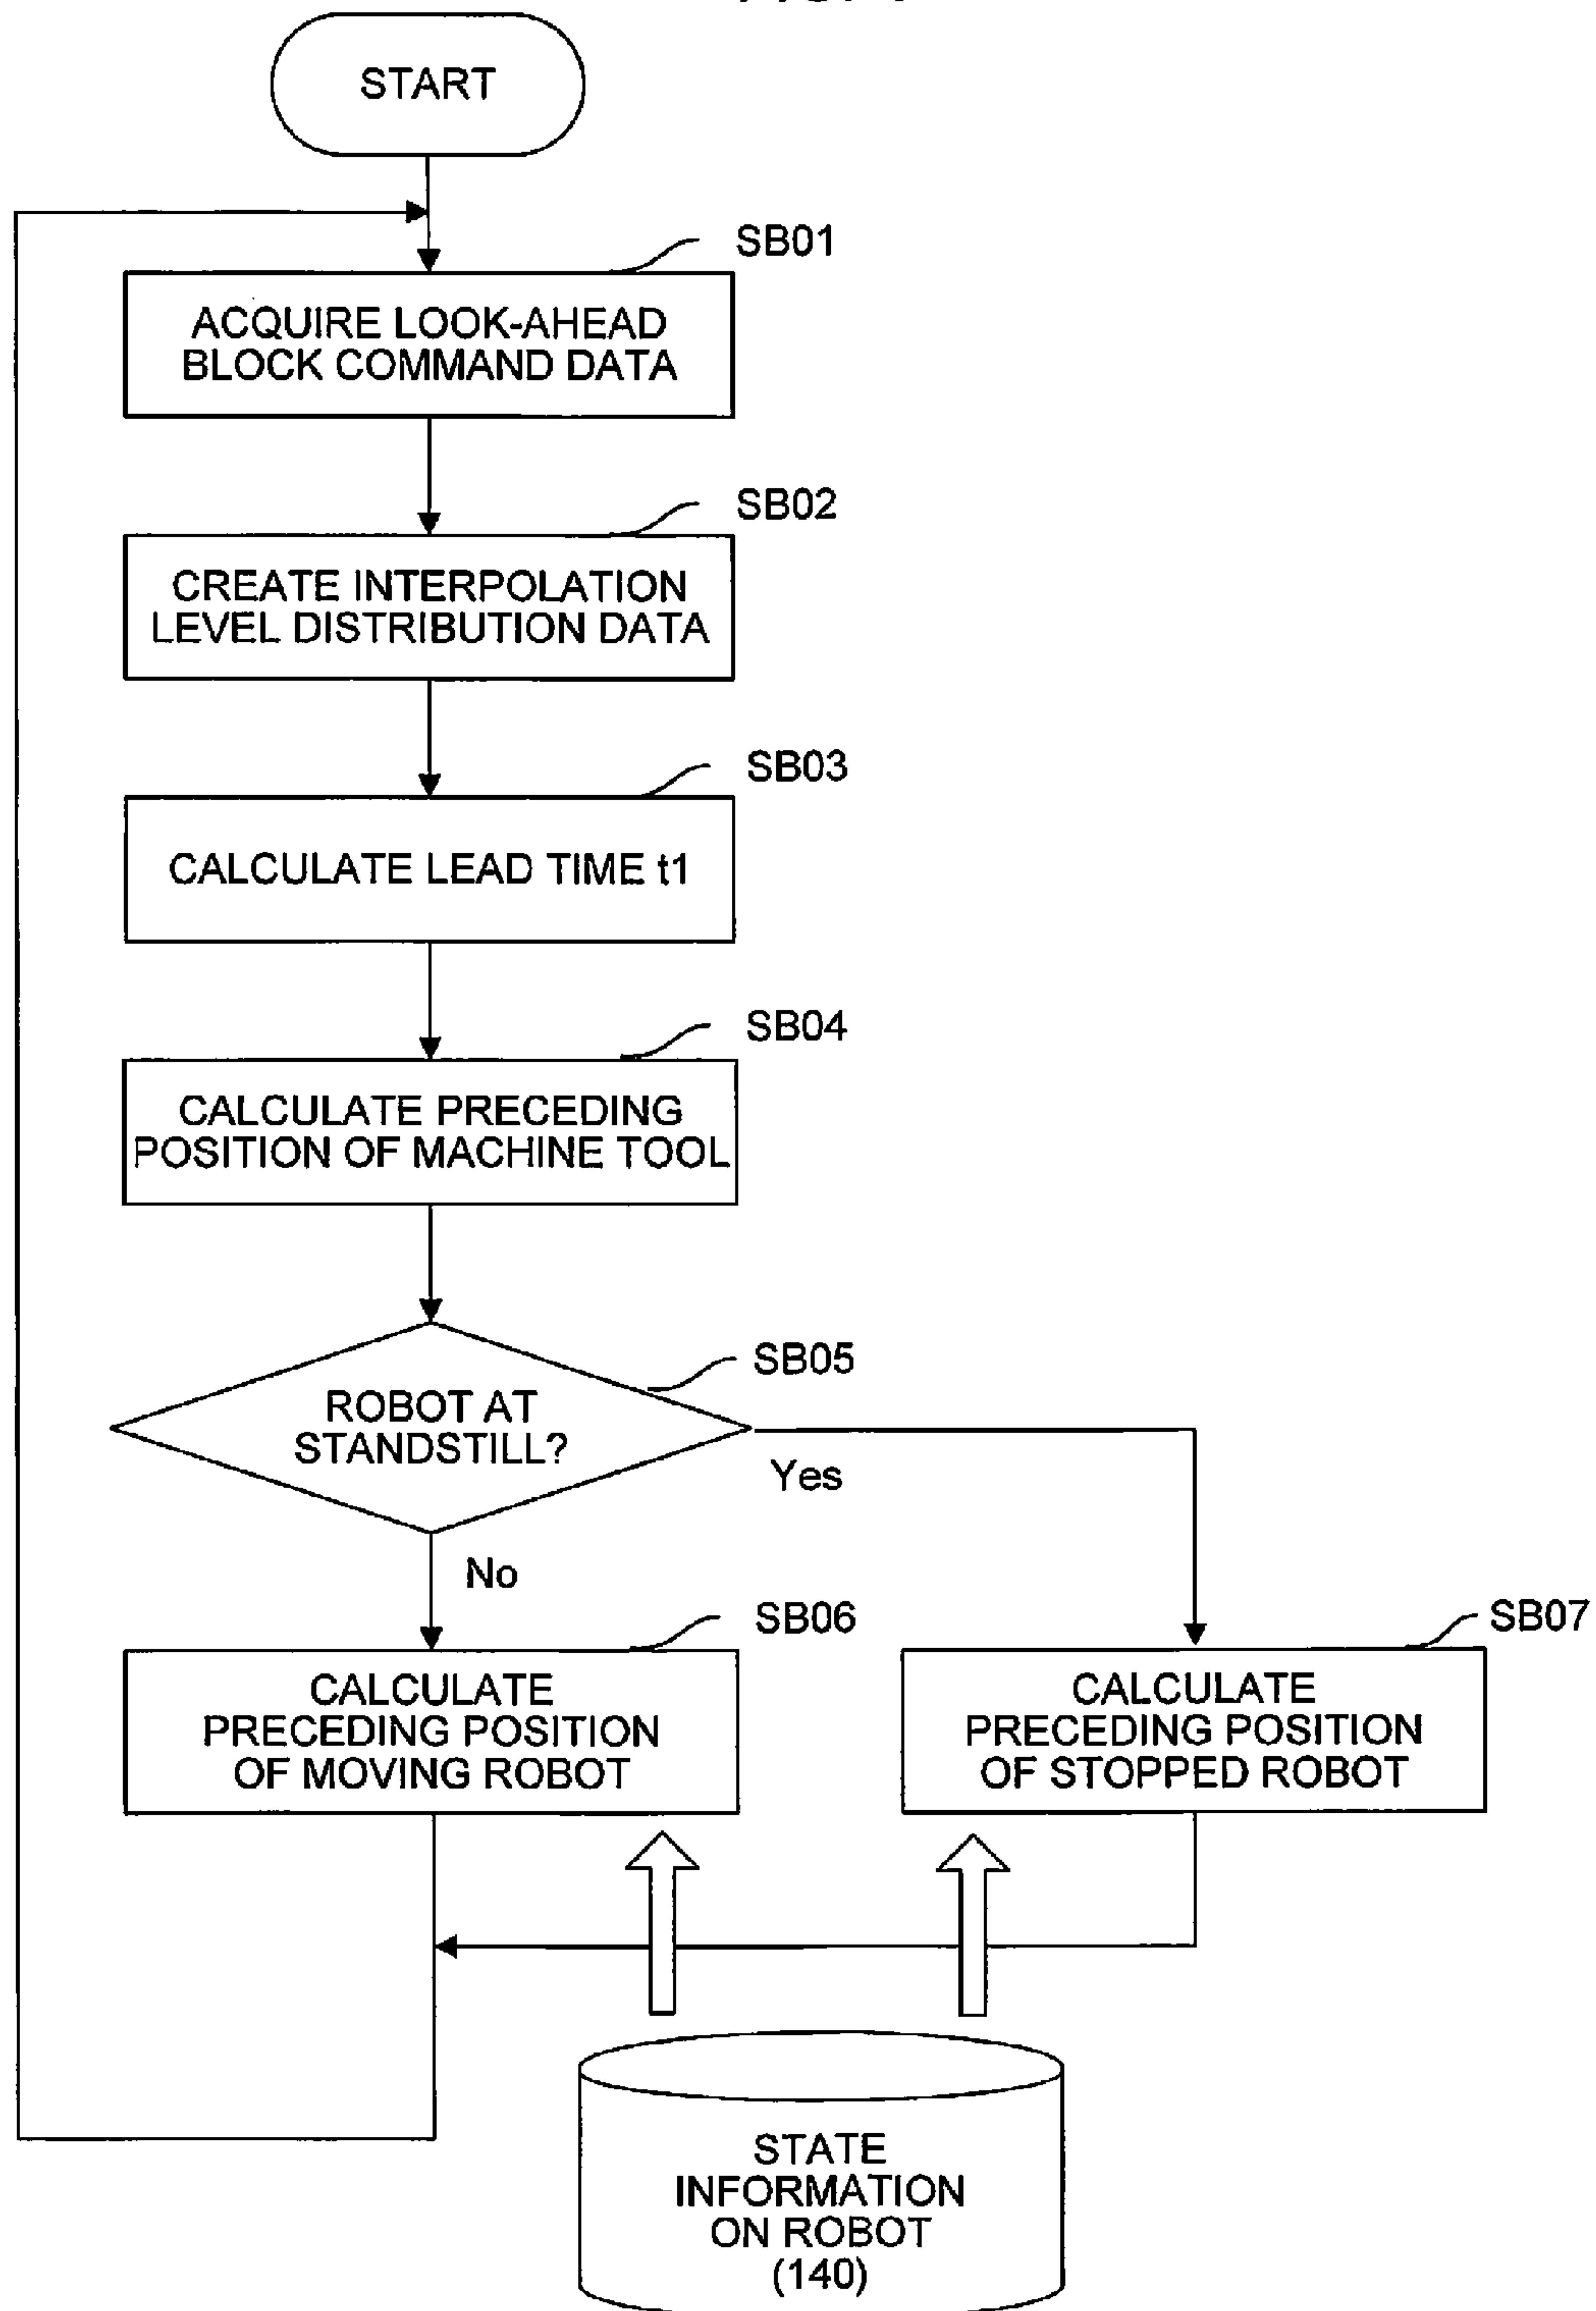 START
SB01
ACQUIRE LOOK-AHEAD
BLOCK COMMAND DATA
SB02
CREATE INTERPOLATION
LEVEL DISTRIBUTION DATA
SB03
CALCULATE LEAD TIME t1
SB04
CALCULATE PRECEDING
POSITION OF MACHINE TOOL
SB05
ROBOT AT
STANDSTILL?
Yes
No
SB06
CALCULATE
PRECEDING POSITION
OF MOVING ROBOT
SB07
CALCULATE
PRECEDING POSITION
OF STOPPED ROBOT
STATE
INFORMATION
ON ROBOT
(140)